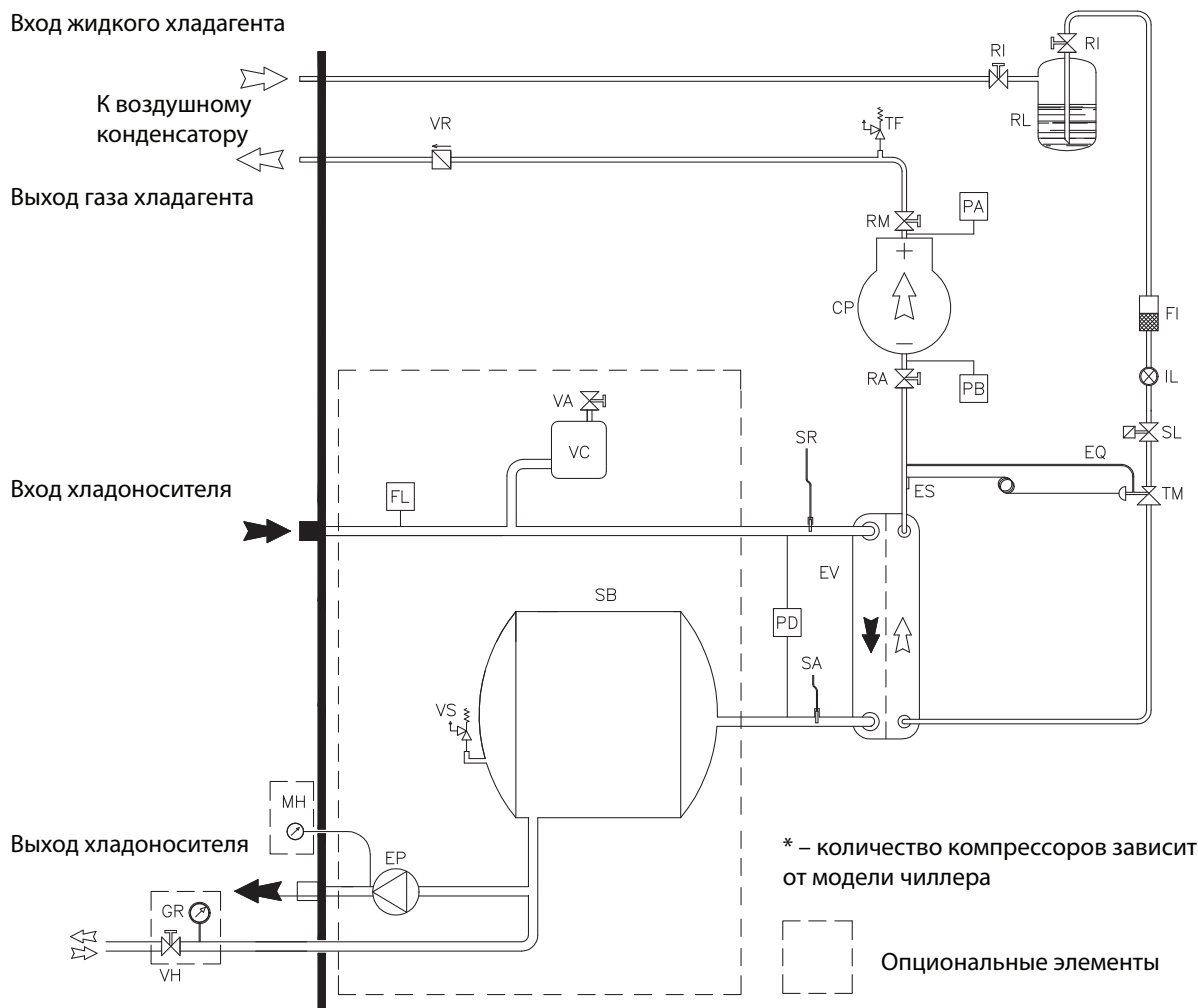 Вход жидкого хладагента
RI
RI
К воздушному
конденсатору
VR
TF
RL
Выход газа хладагента
RM
PA
+
CP
FI
–
RA
PB
IL
VA
SL
VC
SR
EQ
Вход хладоносителя
FL
ES
TM
EV
SB
PD
SA
VS
MH
Выход хладоносителя
EP
* – количество компрессоров зависит
от модели чиллера
GR
VH
Опциональные элементы